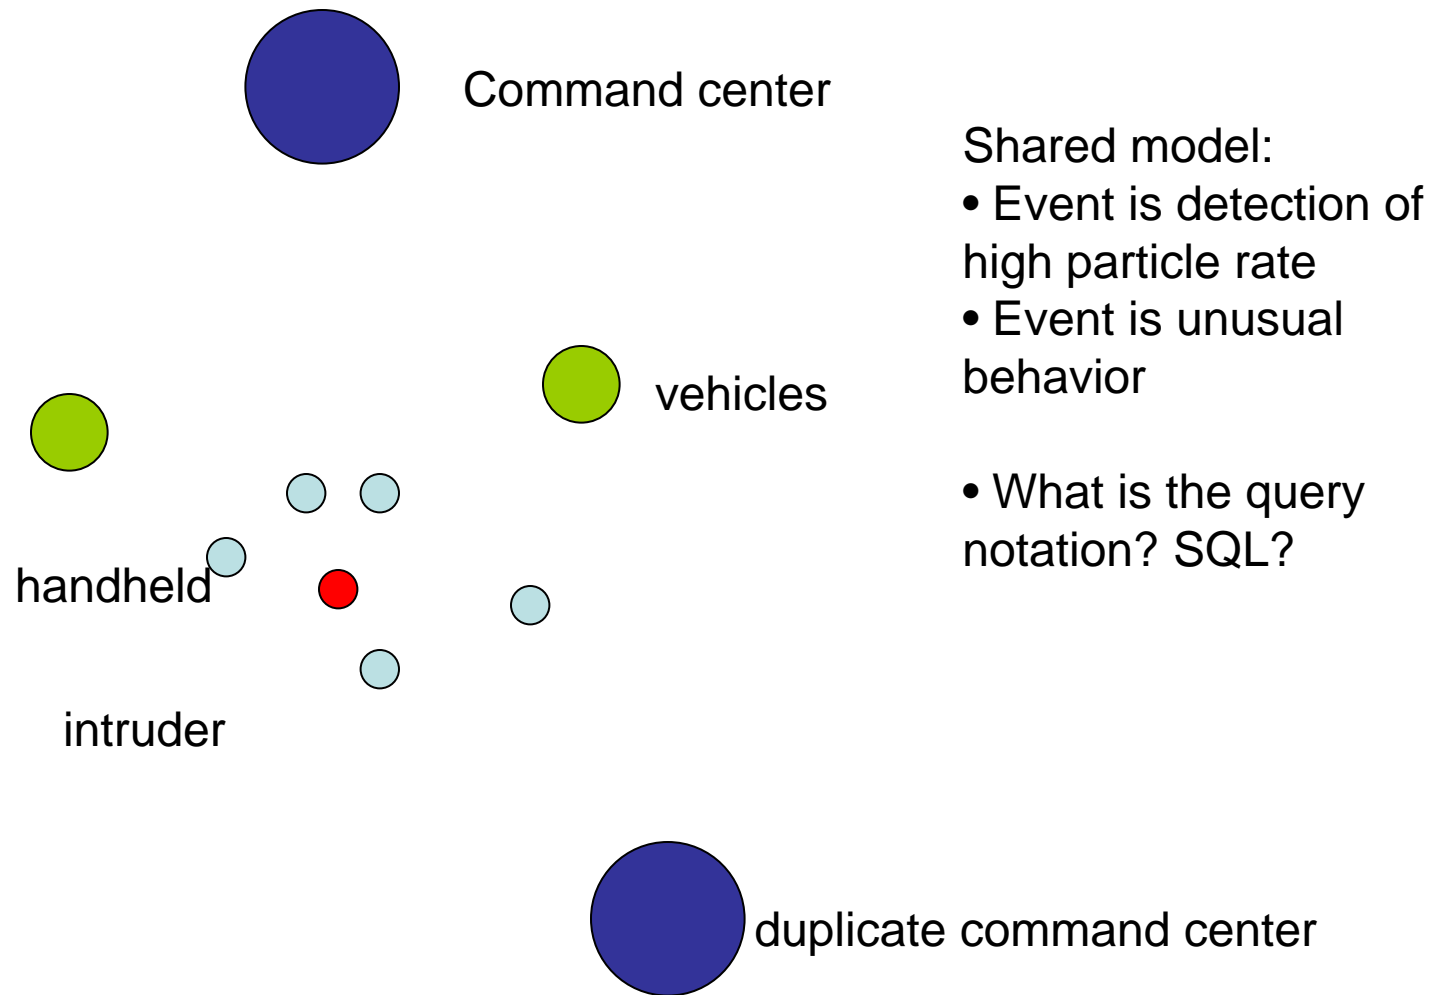 Command center
Shared model:
• Event is detection of
high particle rate
• Event is unusual
behavior
• What is the query
notation? SQL?
vehicles
handheld
intruder
duplicate command center